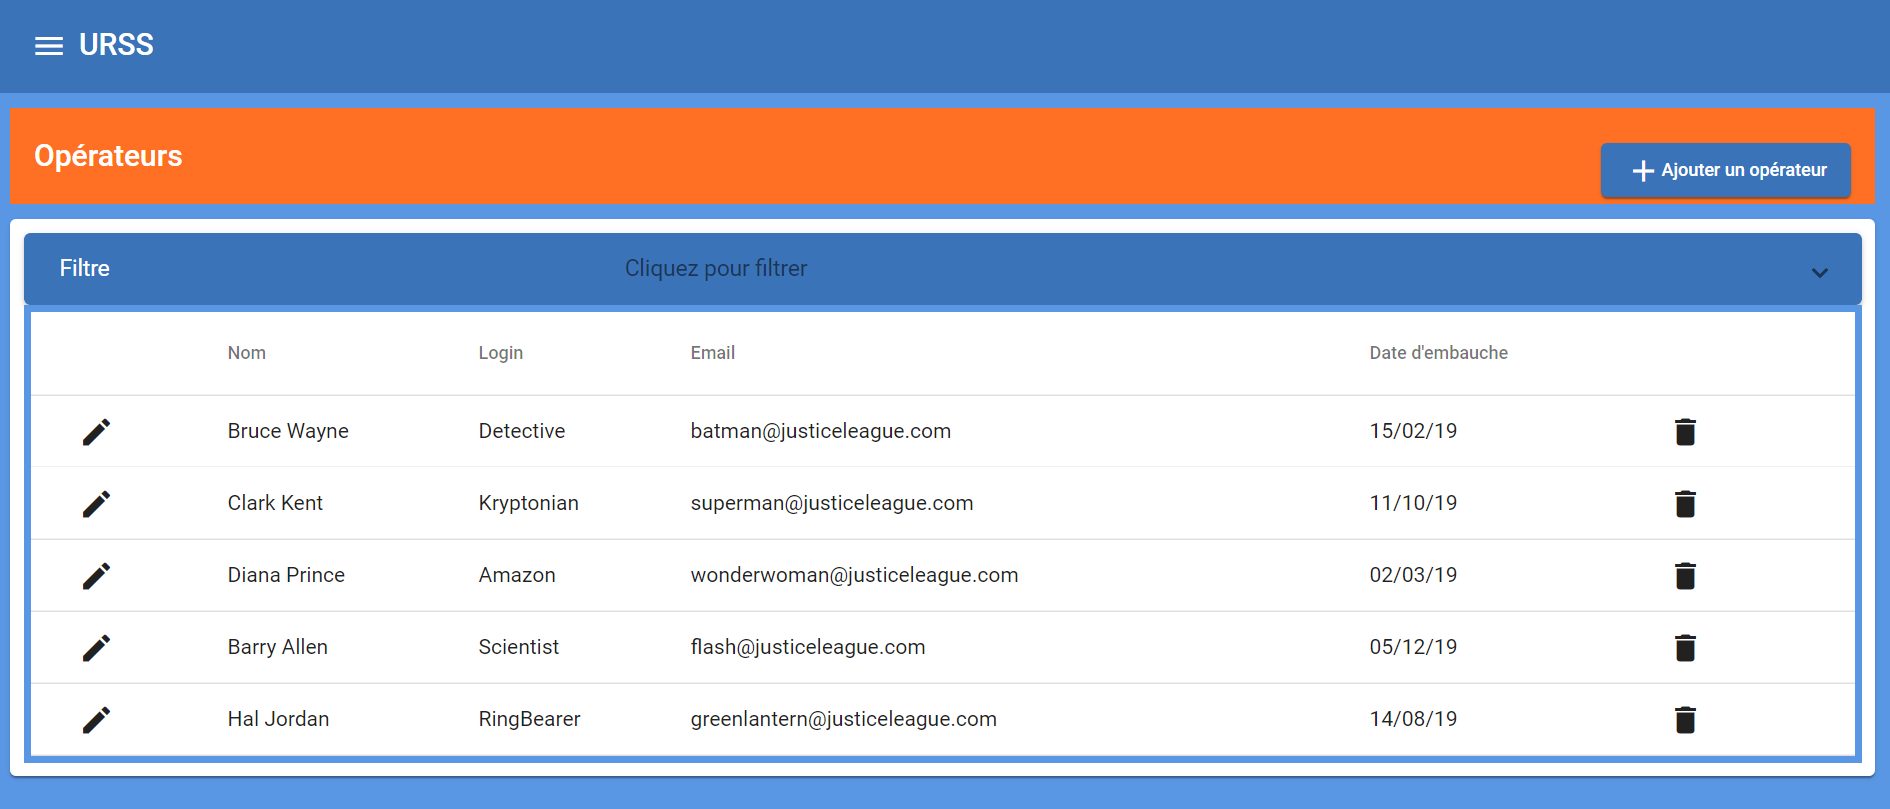 URSS
Opérateurs
Ajouter un opérateur
Filtre Cliquez pour filtrer
Nom Login Email Date d'embauche
Bruce Wayne Detective batman@justiceleague.com 15/02/19
Clark Kent Kryptonian superman@justiceleague.com 11/10/19
Diana Prince Amazon wonderwoman@justiceleague.com 02/03/19
Barry Allen Scientist flash@justiceleague.com 05/12/19
Hal Jordan RingBearer greenlantern@justiceleague.com 14/08/19